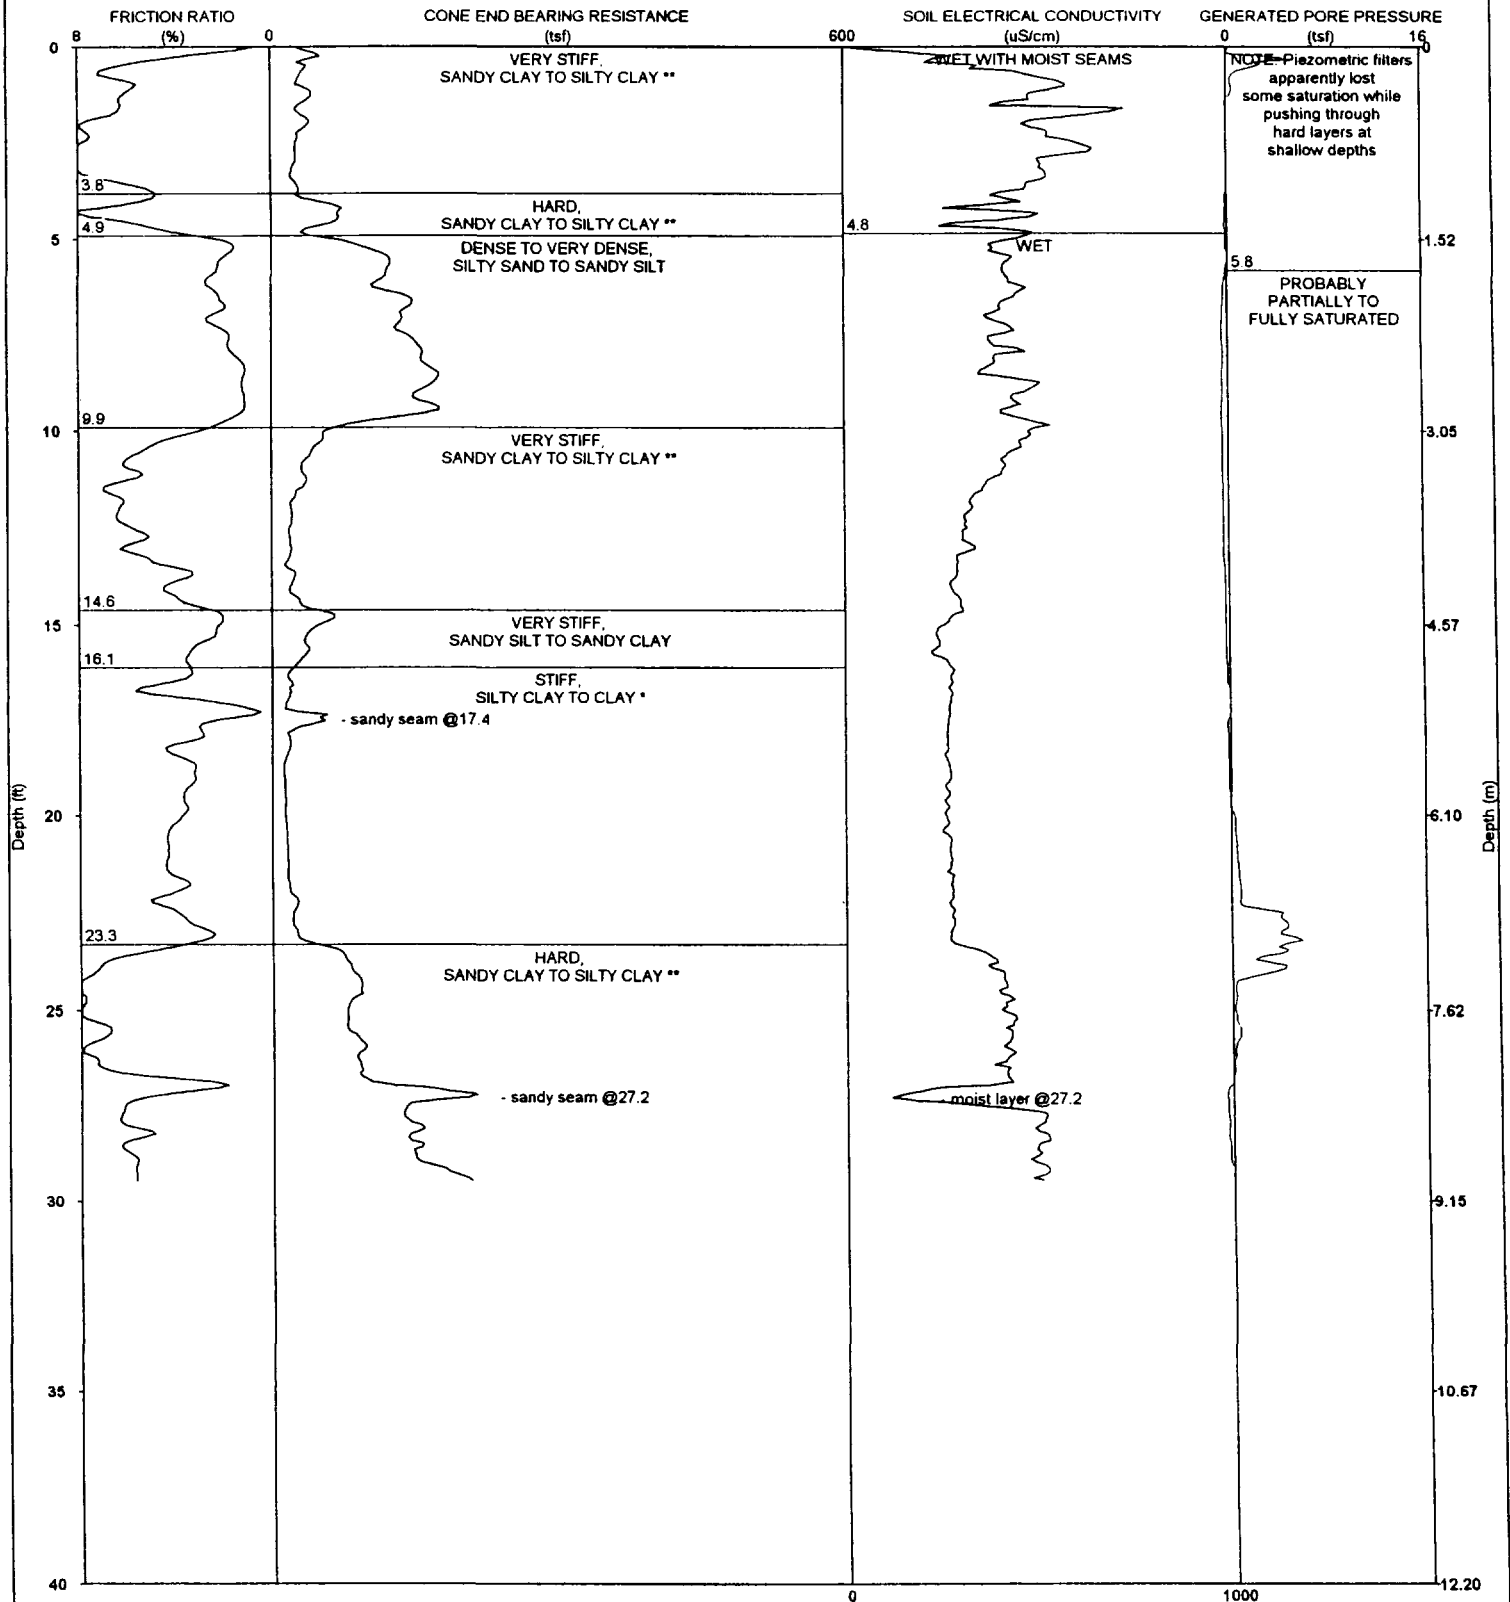 FRICTION RATIO
(%)
CONE END BEARING RESISTANCE
(tsf)
SOIL ELECTRICAL CONDUCTIVITY
(uS/cm)
GENERATED PORE PRESSURE
(tsf)
8
0
600
0
16
0
0
VERY STIFF,
SANDY CLAY TO SILTY CLAY **
WET WITH MOIST SEAMS
NOTE: Piezometric filters
apparently lost
some saturation while
pushing through
hard layers at
shallow depths
3.8
HARD,
SANDY CLAY TO SILTY CLAY **
4.9
4.8
5
1.52
DENSE TO VERY DENSE,
SILTY SAND TO SANDY SILT
WET
5.8
PROBABLY
PARTIALLY TO
FULLY SATURATED
9.9
10
3.05
VERY STIFF,
SANDY CLAY TO SILTY CLAY **
14.6
15
4.57
VERY STIFF,
SANDY SILT TO SANDY CLAY
16.1
STIFF,
SILTY CLAY TO CLAY *
- sandy seam @17.4
Depth (ft)
20
6.10
Depth (m)
23.3
HARD,
SANDY CLAY TO SILTY CLAY **
25
7.62
- sandy seam @27.2
- moist layer @27.2
30
9.15
35
10.67
40
12.20
0
1000